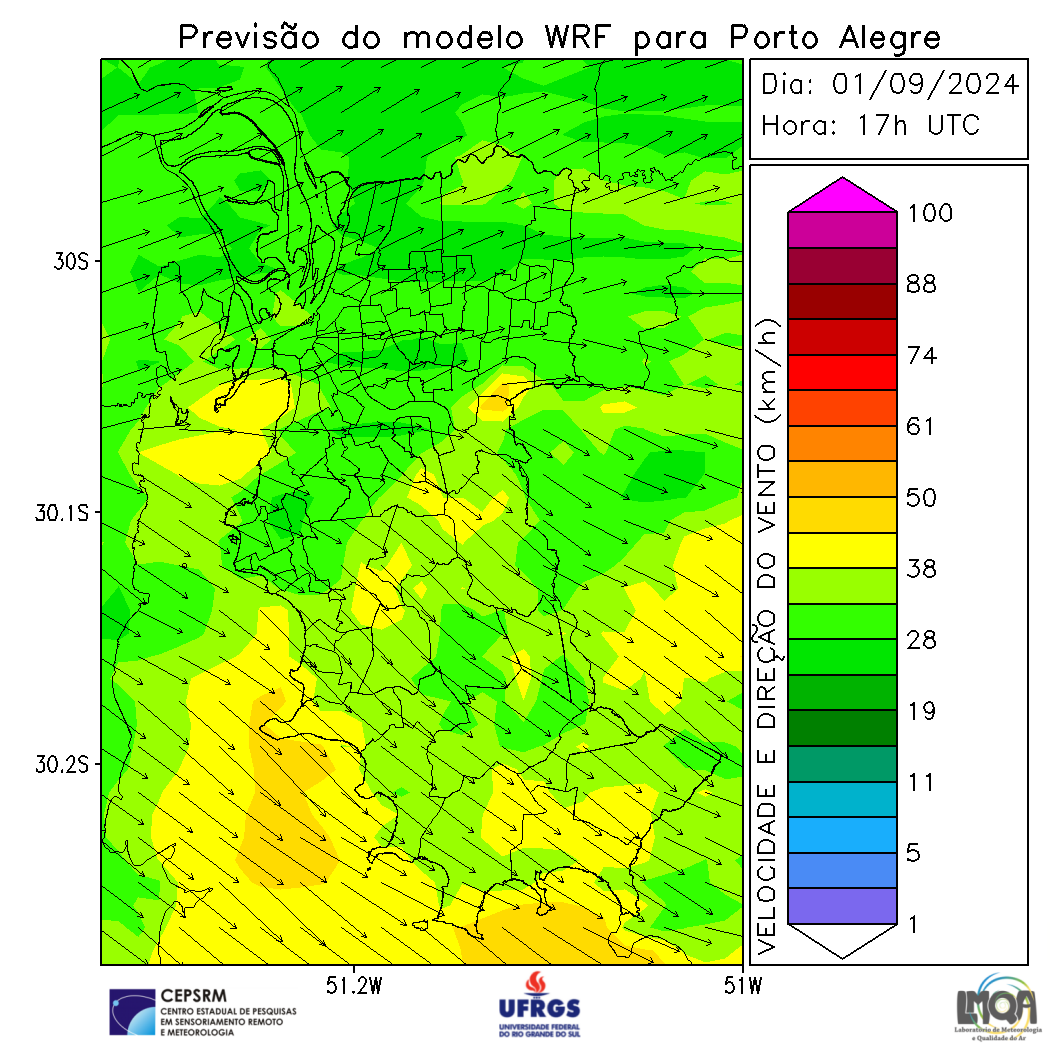 Previsão do modelo WRF para Porto Alegre
Dia: 01/09/2024
Hora: 17h UTC
30S
30.1S
30.2S
51.2W
51W
VELOCIDADE E DIREÇÃO DO VENTO (km/h)
100
88
74
61
50
38
28
19
11
5
1
CEPSRM
CENTRO ESTADUAL DE PESQUISAS
EM SENSORIAMENTO REMOTO
E METEOROLOGIA
UFRGS
UNIVERSIDADE FEDERAL
DO RIO GRANDE DO SUL
LMQA
Laboratório de Meteorologia
e Qualidade do Ar